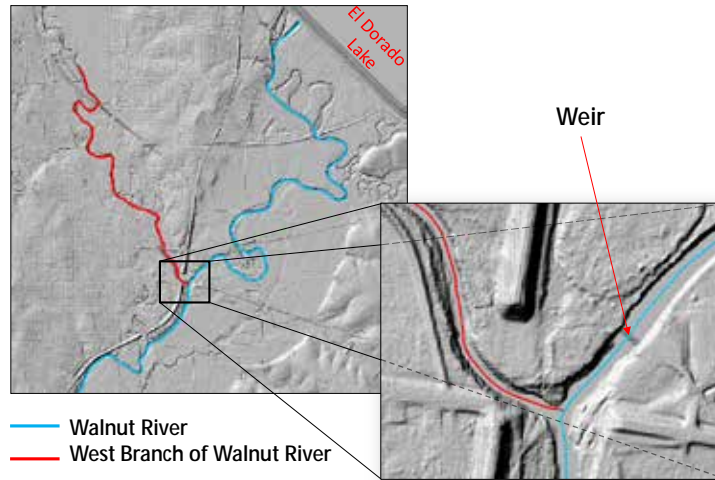 El Dorado
Lake
Weir
Walnut River
West Branch of Walnut River